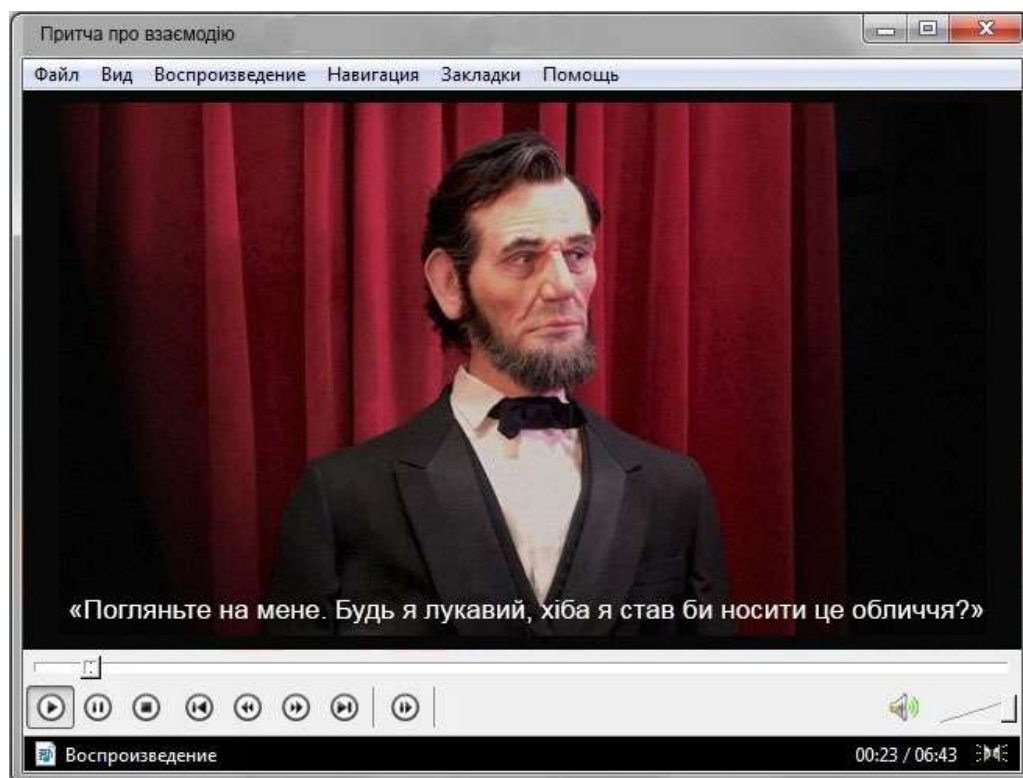 Притча про взаємодію
Файл Вид Воспроизведение Навигация Закладки Помощь
«Погляньте на мене. Будь я лукавий, хіба я став би носити це обличчя?»
Воспроизведение 00:23 / 06:43